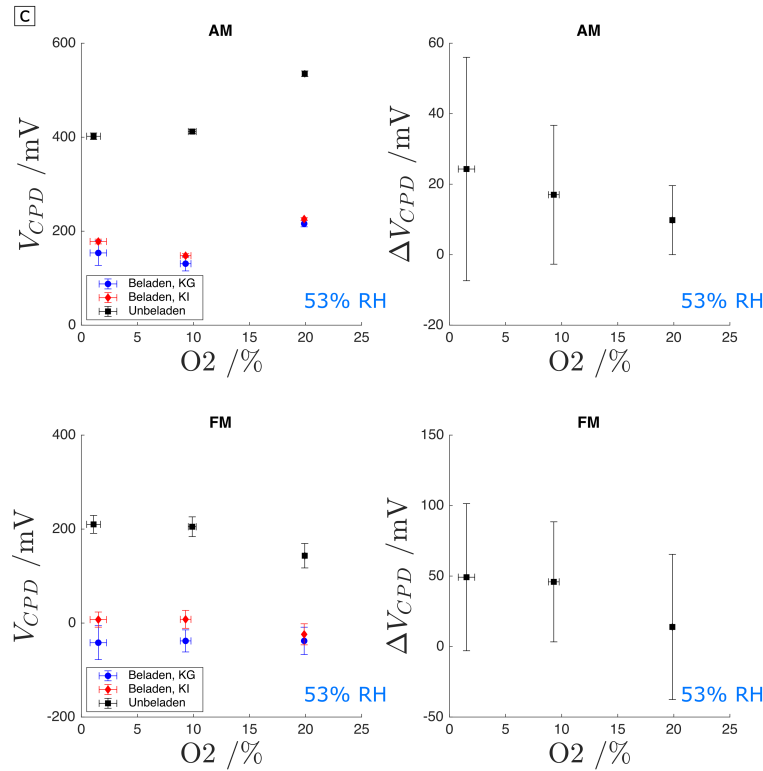 C
AM
600
400
200
0
V_CPD /mV
Beladen, KG
Beladen, KI
Unbeladen
53% RH
0 5 10 15 20 25
O2 /%
AM
60
40
20
0
-20
ΔV_CPD /mV
53% RH
0 5 10 15 20 25
O2 /%
FM
400
200
0
-200
V_CPD /mV
Beladen, KG
Beladen, KI
Unbeladen
53% RH
0 5 10 15 20 25
O2 /%
FM
150
100
50
0
-50
ΔV_CPD /mV
53% RH
0 5 10 15 20 25
O2 /%